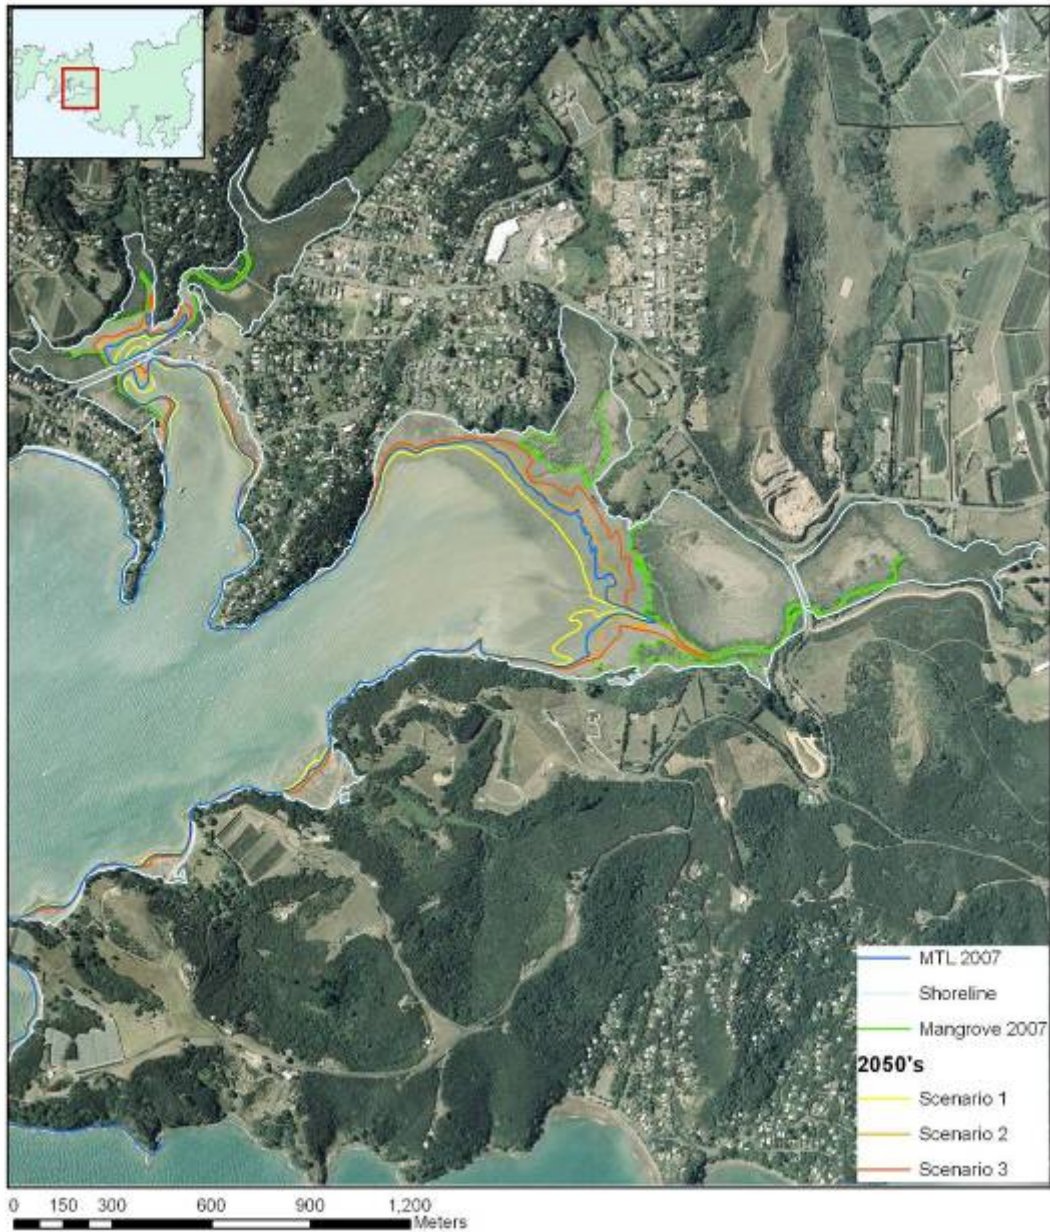 MTL 2007
Shoreline
Mangrove 2007
2050's
Scenario 1
Scenario 2
Scenario 3
0 150 300 600 900 1,200
Meters